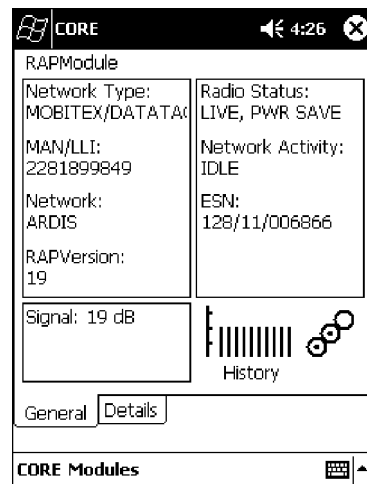 CORE 4:26
RAPModule
Network Type:
MOBITEX/DATATA(
MAN/LLI:
2281899849
Network:
ARDIS
RAPVersion:
19
Radio Status:
LIVE, PWR SAVE
Network Activity:
IDLE
ESN:
128/11/006866
Signal: 19 dB
History
General Details
CORE Modules